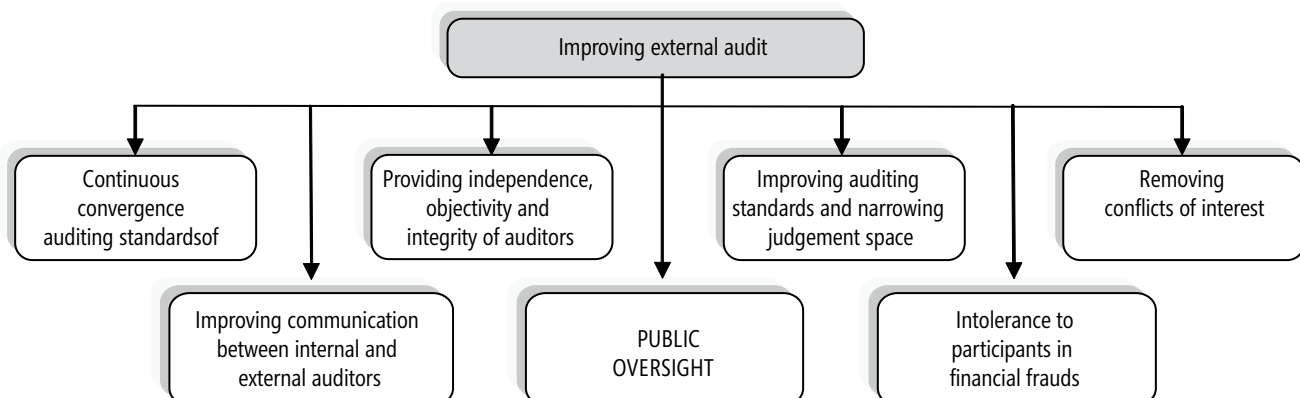 Improving external audit
Continuous
convergence
auditing standardsof
Providing independence,
objectivity and
integrity of auditors
Improving auditing
standards and narrowing
judgement space
Removing
conflicts of interest
Improving communication
between internal and
external auditors
PUBLIC
OVERSIGHT
Intolerance to
participants in
financial frauds